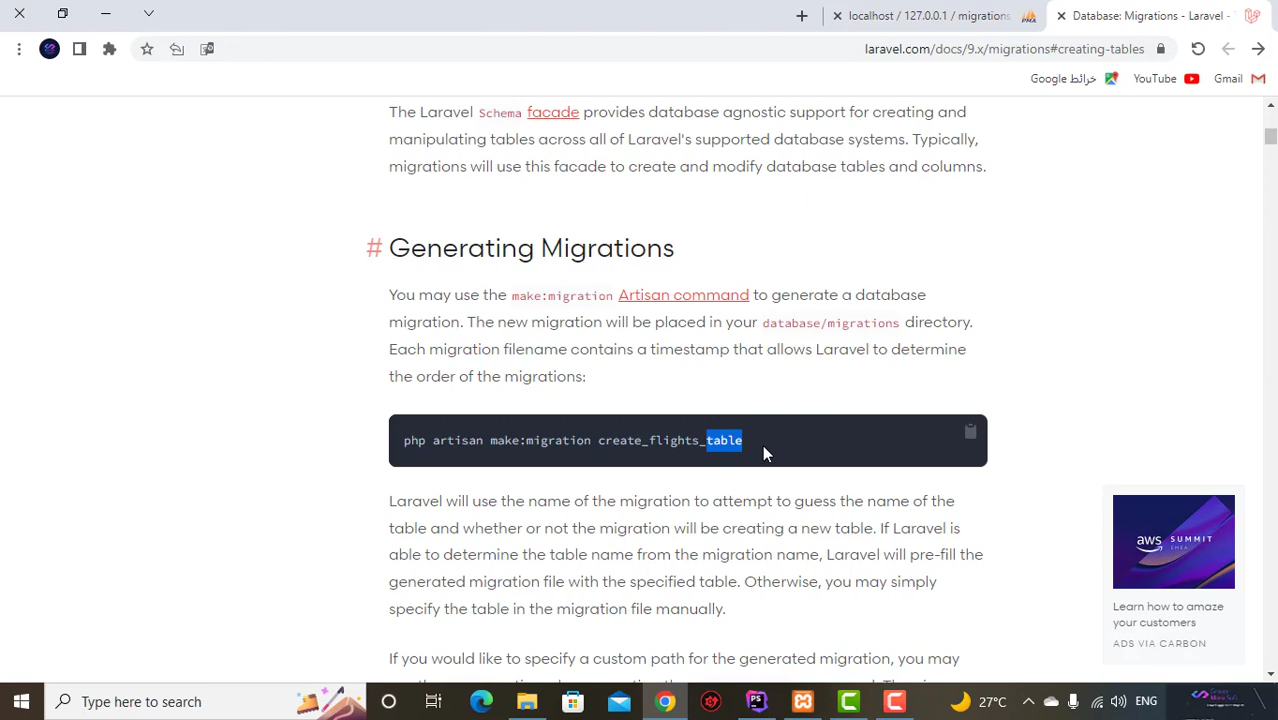 localhost / 127.0.0.1 / migrations
Database: Migrations - Laravel -
laravel.com/docs/9.x/migrations#creating-tables
خرائط Google
YouTube
Gmail
The Laravel Schema facade provides database agnostic support for creating and
manipulating tables across all of Laravel's supported database systems. Typically,
migrations will use this facade to create and modify database tables and columns.
# Generating Migrations
You may use the make:migration Artisan command to generate a database
migration. The new migration will be placed in your database/migrations directory.
Each migration filename contains a timestamp that allows Laravel to determine
the order of the migrations:
php artisan make:migration create_flights_table
Laravel will use the name of the migration to attempt to guess the name of the
table and whether or not the migration will be creating a new table. If Laravel is
able to determine the table name from the migration name, Laravel will pre-fill the
generated migration file with the specified table. Otherwise, you may simply
specify the table in the migration file manually.
If you would like to specify a custom path for the generated migration, you may
aws SUMMIT
EMEA
Learn how to amaze
your customers
ADS VIA CARBON
Type here to search
PS
27°C
ENG